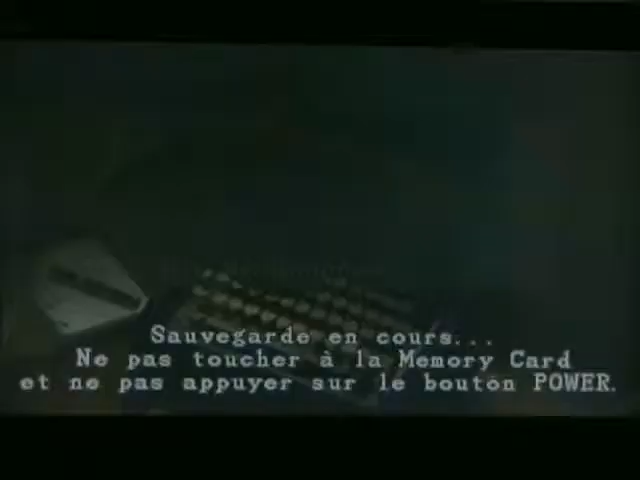 Sauvegarde en cours...
Ne pas toucher à la Memory Card
et ne pas appuyer sur le bouton POWER.